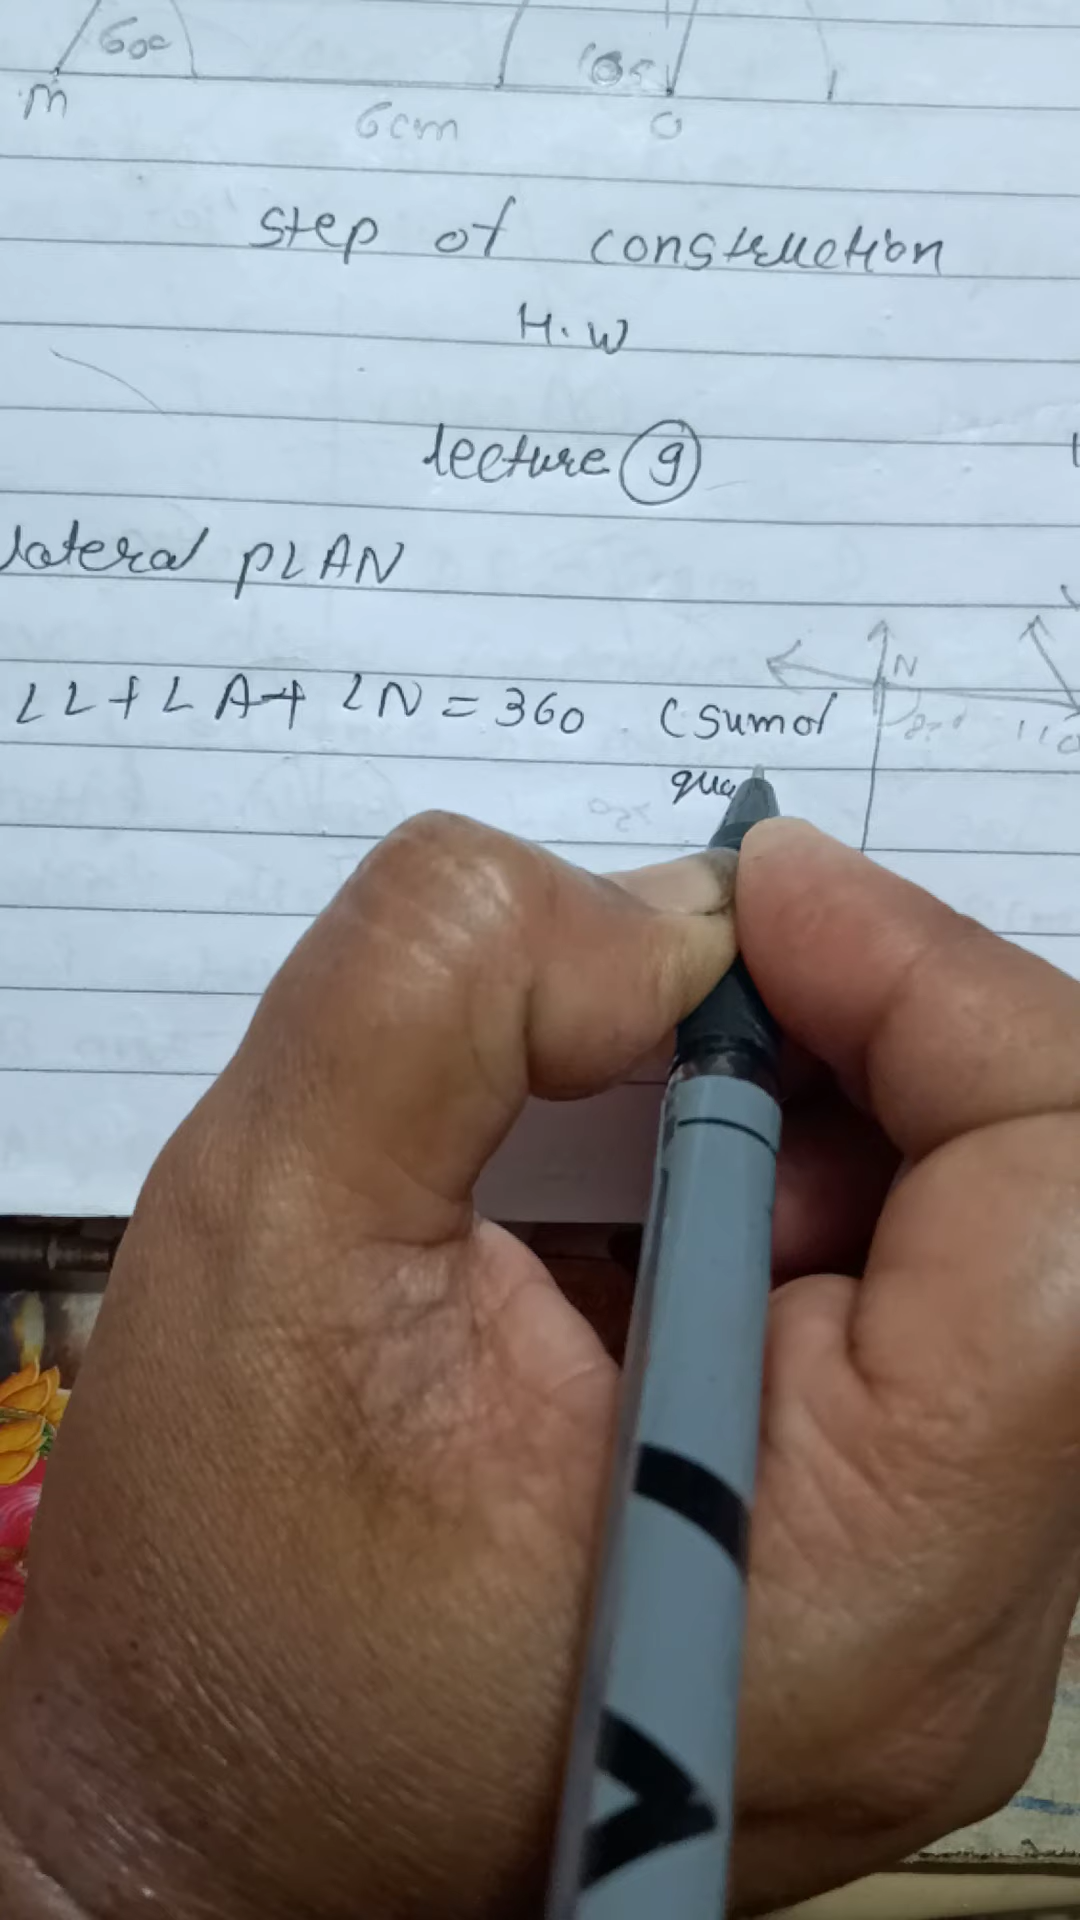 60°
105
M
6cm
O
Step of construction
H.W
lecture 9
lateral PLAN
∠L+∠A+∠N=360 (sum of
N
110
qua